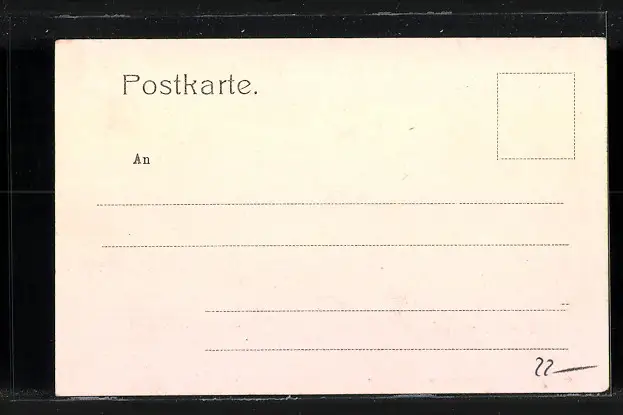 Postkarte.
An
22—